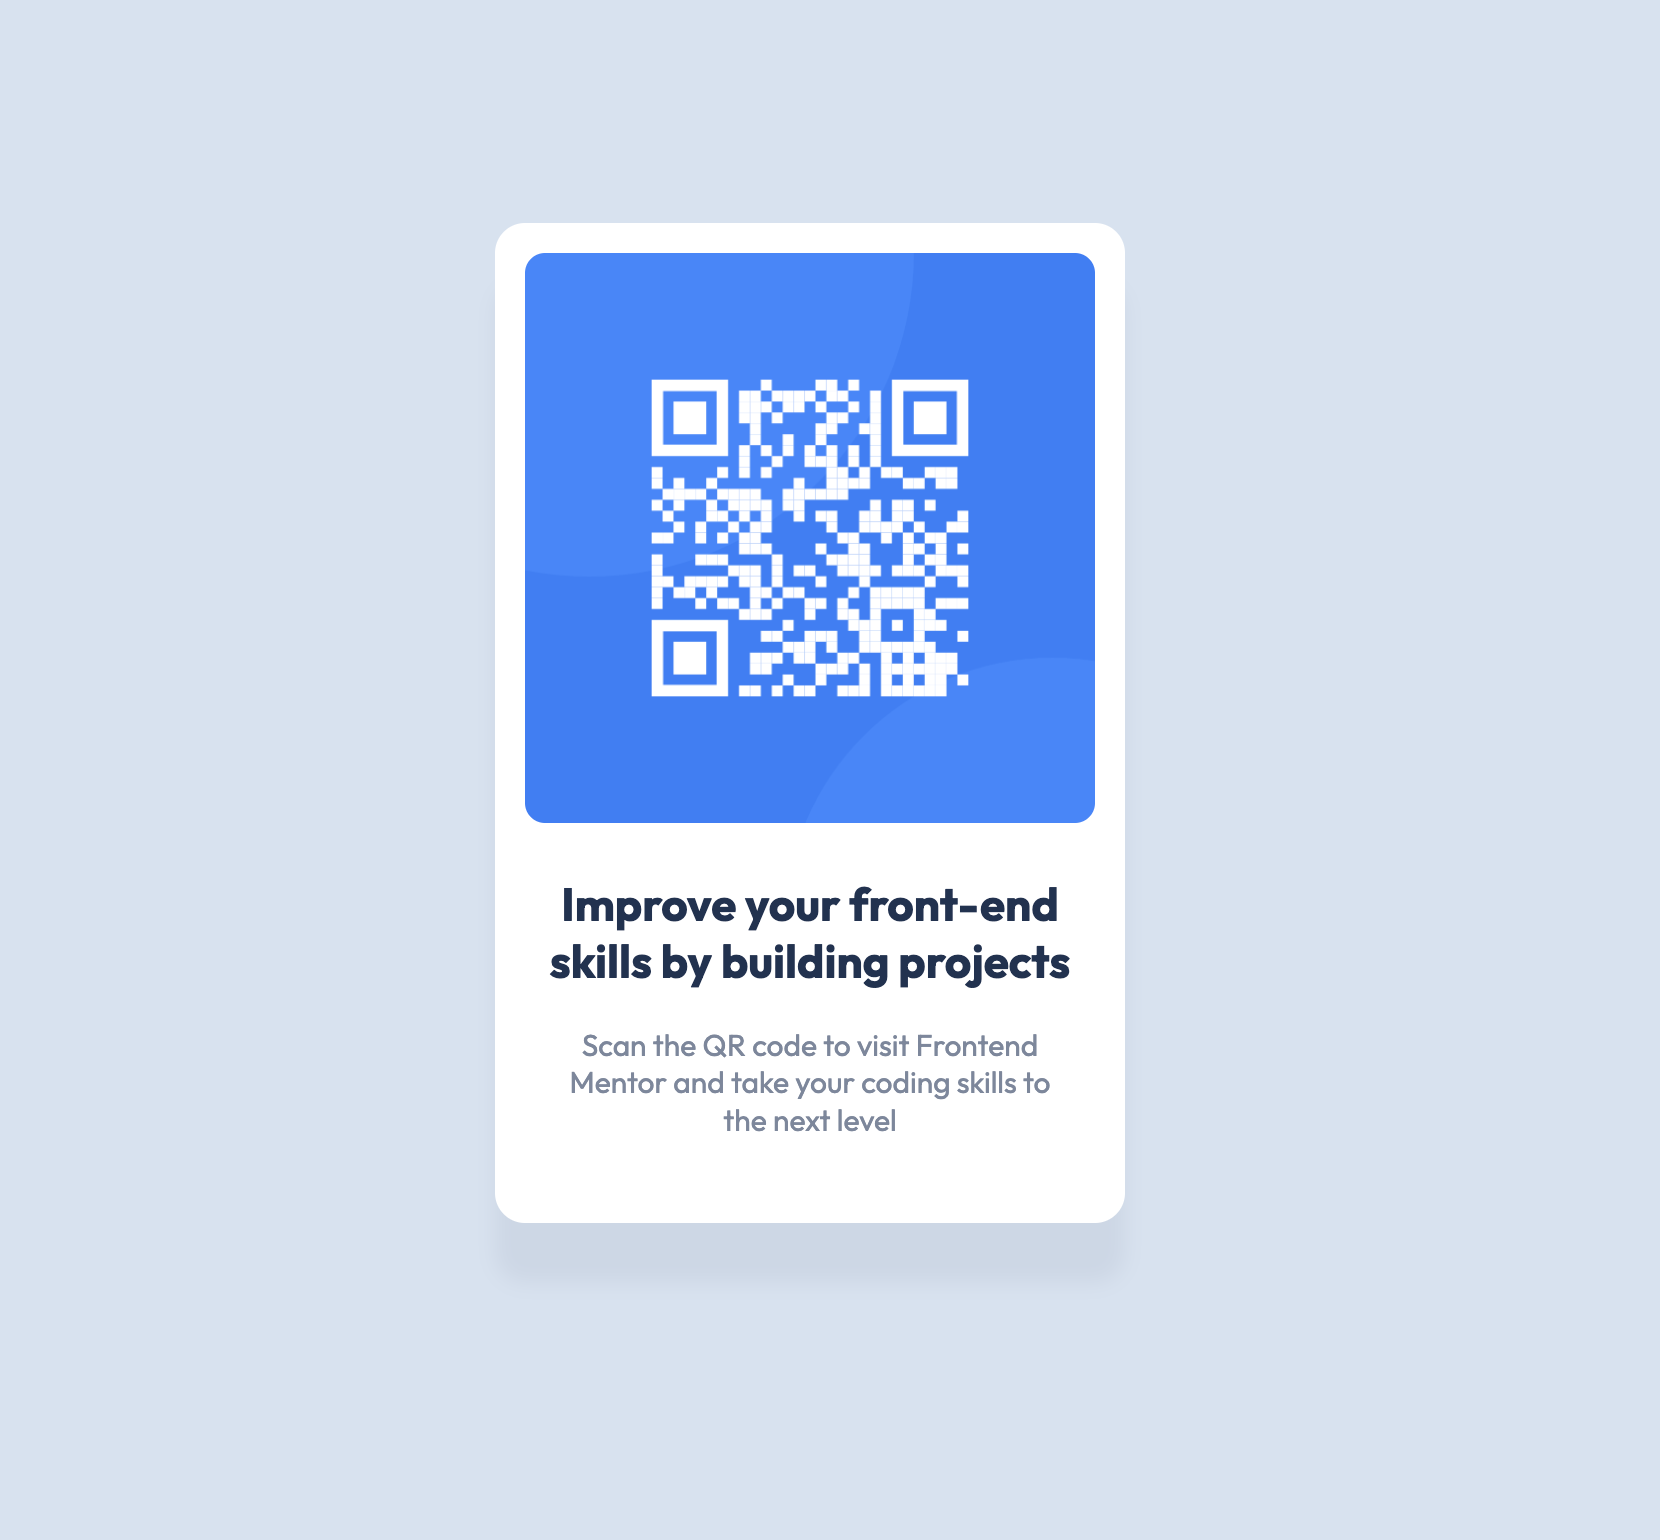 Improve your front-end
skills by building projects
Scan the QR code to visit Frontend
Mentor and take your coding skills to
the next level